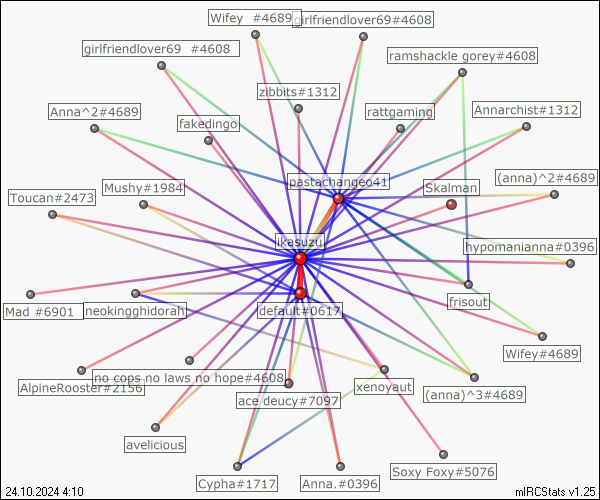 Wifey  #4689
girlfriendlover69#4608
girlfriendlover69  #4608
ramshackle gorey#4608
zibbits#1312
Anna^2#4689
rattgaming
Annarchist#1312
fakedingo
pastachangeo41
(anna)^2#4689
Mushy#1984
Skalman
Toucan#2473
ikasuzu
hypomanianna#0396
frisout
Mad #6901
neokingghidorah
default#0617
Wifey#4689
no cops no laws no hope#4608
AlpineRooster#2156
xenoyaut
(anna)^3#4689
ace deucy#7097
avelicious
Soxy Foxy#5076
Cypha#1717
Anna.#0396
24.10.2024 4:10
mIRCStats v1.25